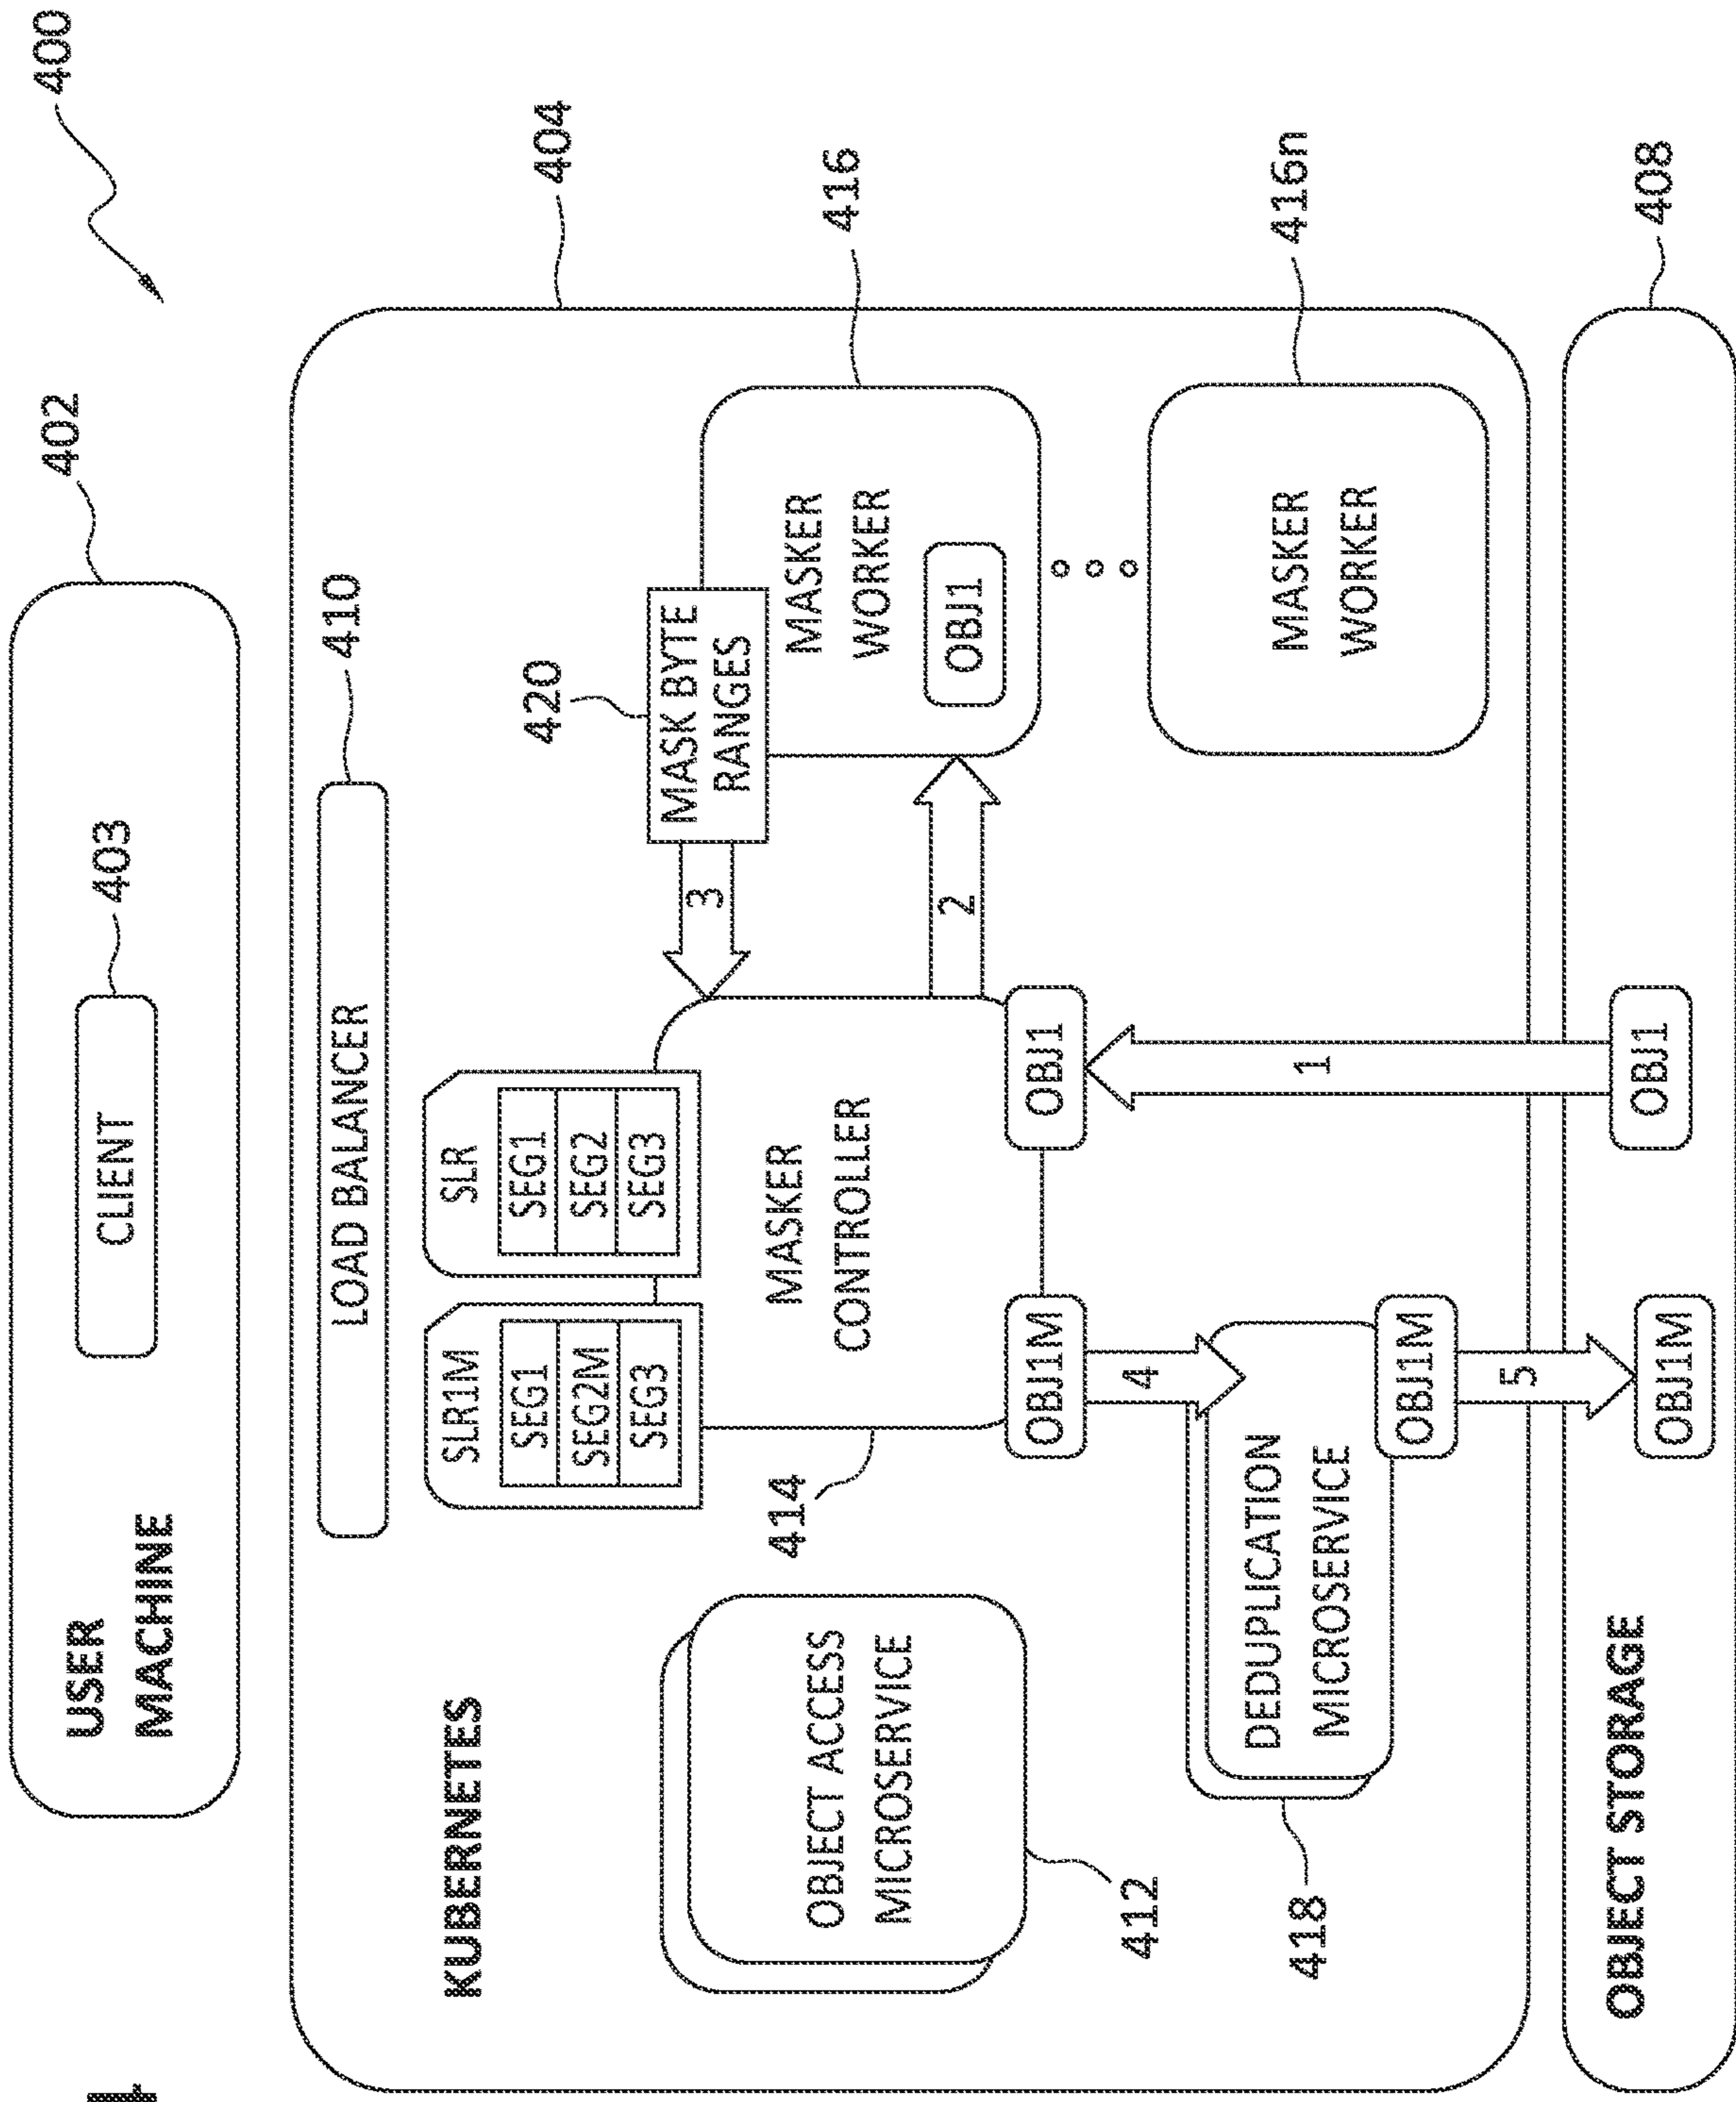 400
402
USER
MACHINE
CLIENT
403
404
410
LOAD BALANCER
KUBERNETES
SLR1M
SEG1
SEG2M
SEG3
SLR
SEG1
SEG2
SEG3
420
MASK BYTE
RANGES
416
MASKER
WORKER
OBJ1
3
2
OBJECT ACCESS
MICROSERVICE
412
414
MASKER
CONTROLLER
OBJ1M
OBJ1
4
1
DEDUPLICATION
MICROSERVICE
418
OBJ1M
5
MASKER
WORKER
416n
408
OBJECT STORAGE
OBJ1M
OBJ1